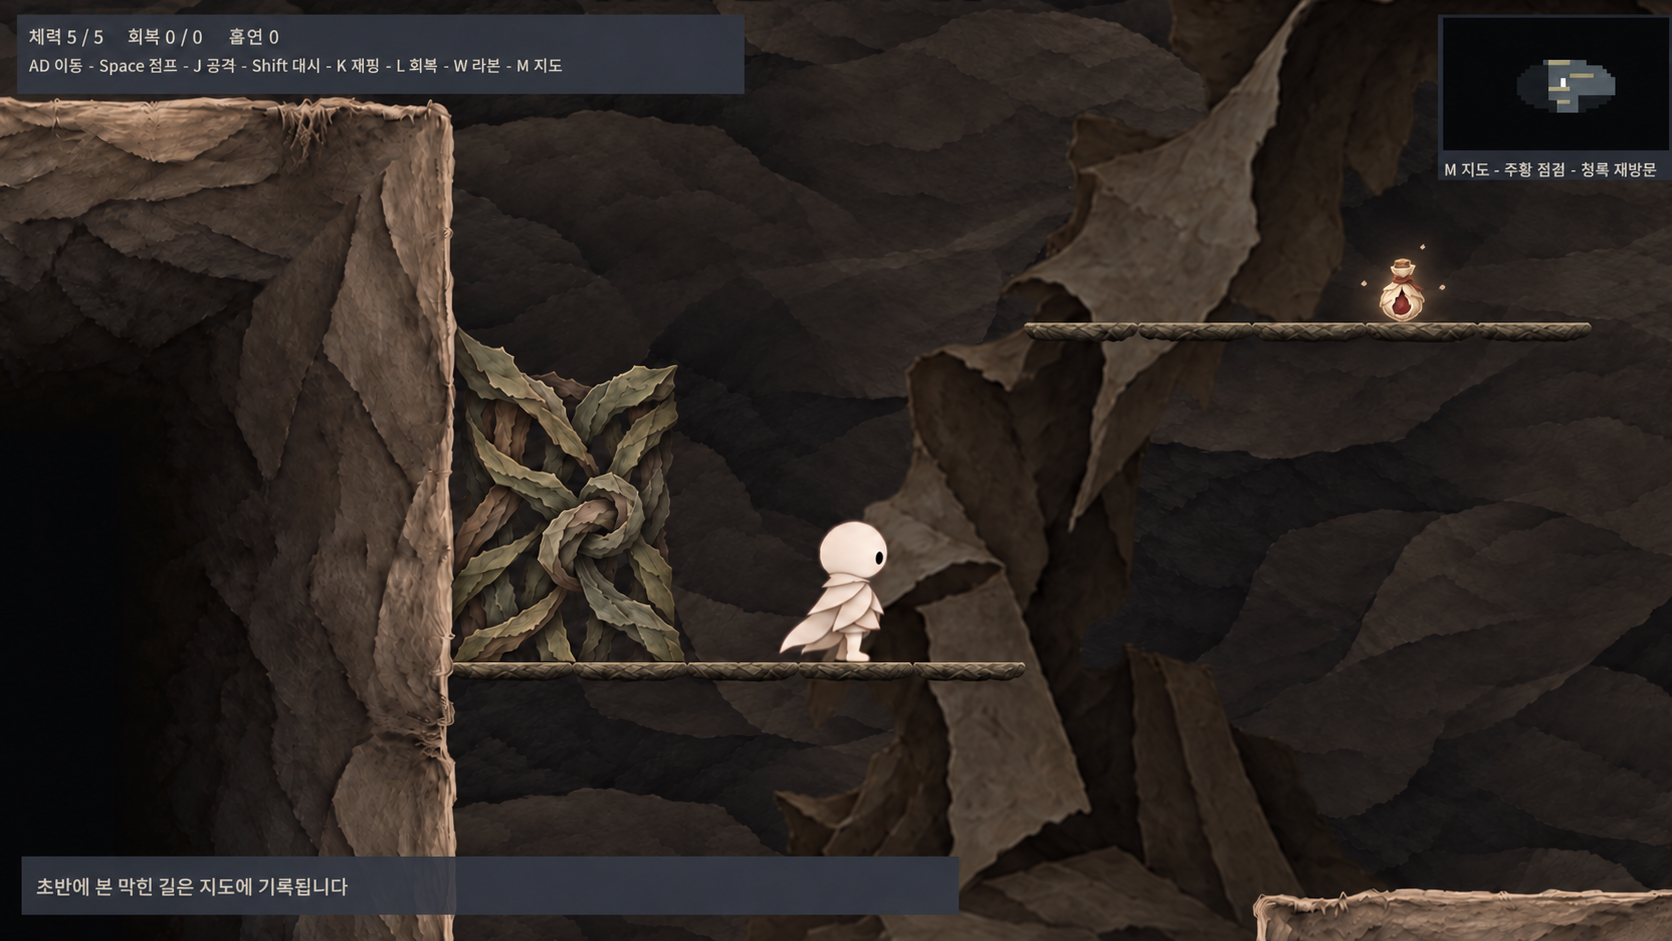 체력 5 / 5 회복 0 / 0 홉연 0
AD 이동 - Space 점프 - J 공격 - Shift 대시 - K 재핑 - L 회복 - W 라본 - M 지도
M 지도 - 주황 점검 - 청록 재방문
초반에 본 막힌 길은 지도에 기록됩니다